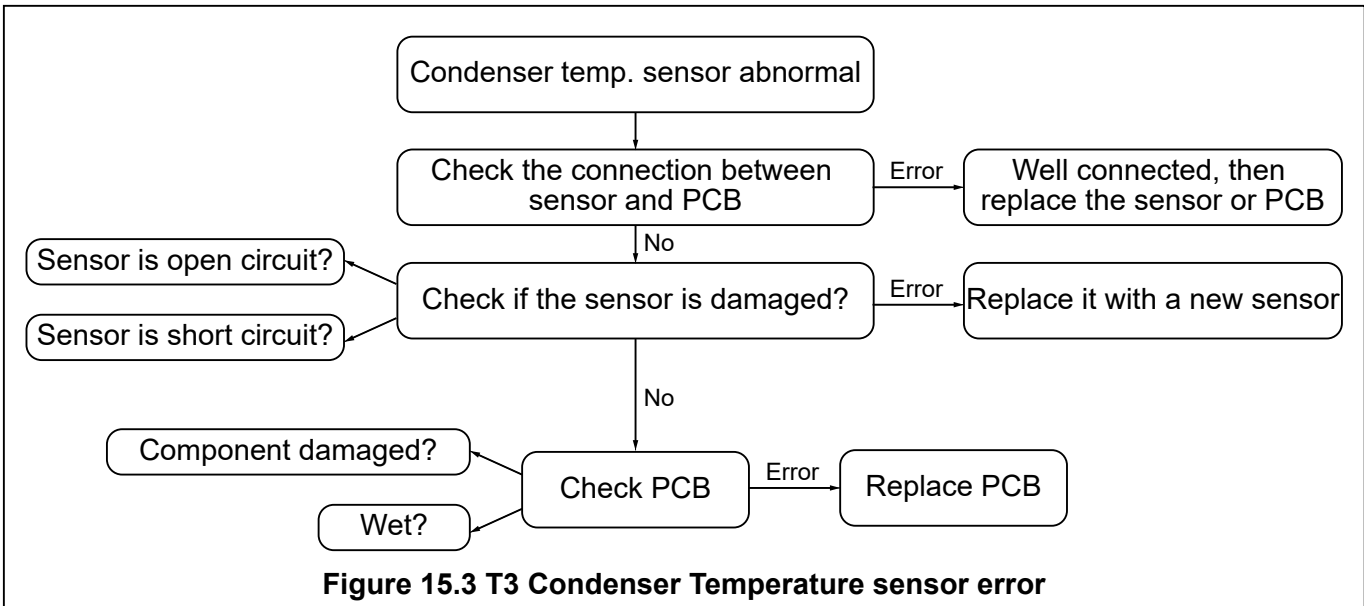 Condenser temp. sensor abnormal
Check the connection between
sensor and PCB
Error
Well connected, then
replace the sensor or PCB
No
Sensor is open circuit?
Sensor is short circuit?
Check if the sensor is damaged?
Error
Replace it with a new sensor
No
Component damaged?
Wet?
Check PCB
Error
Replace PCB
Figure 15.3 T3 Condenser Temperature sensor error